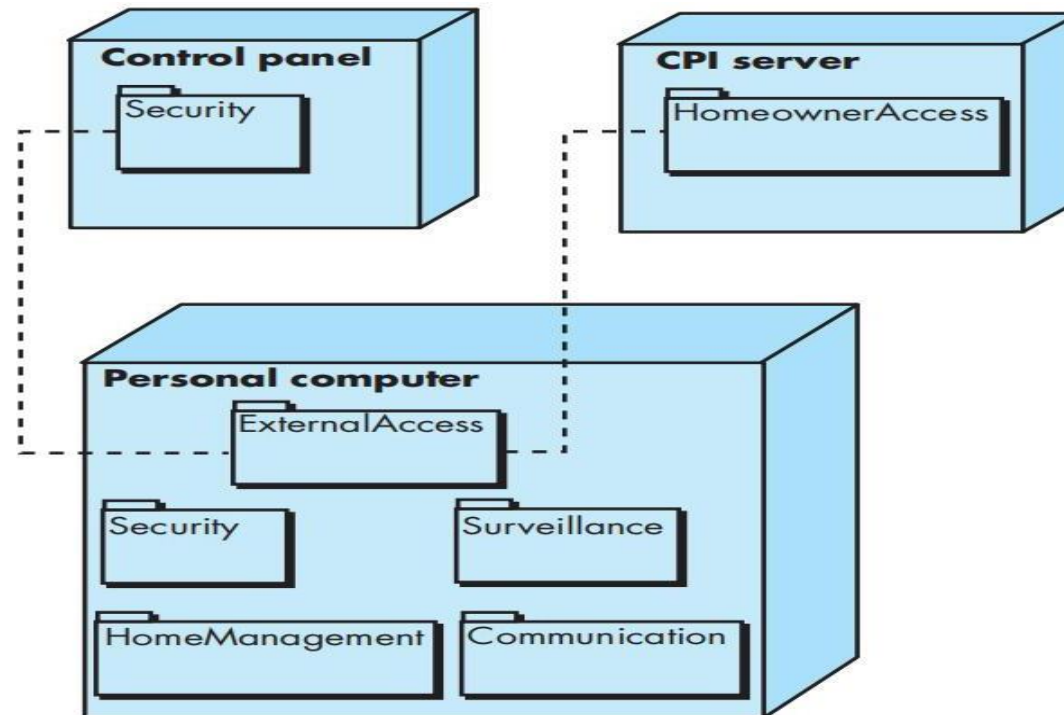 Control panel
Security
CPI server
HomeownerAccess
Personal computer
ExternalAccess
Security
Surveillance
HomeManagement
Communication